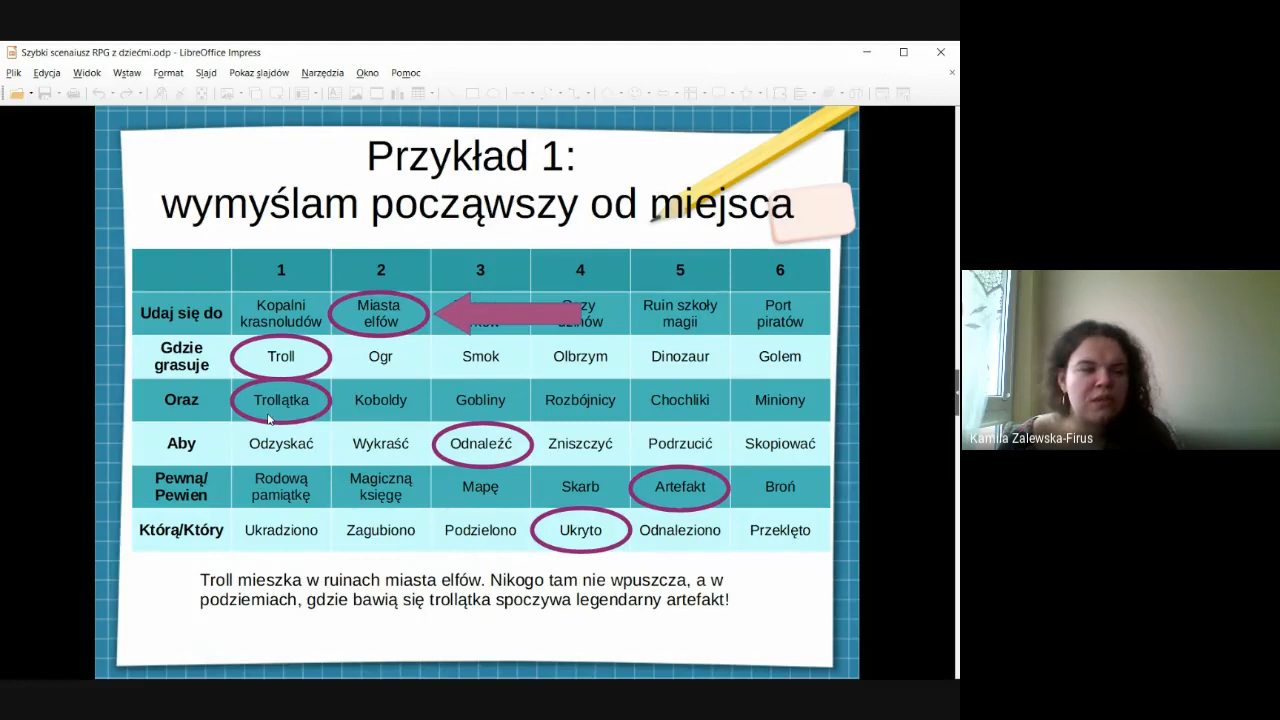 Szybki scenaiusz RPG z dziećmi.odp - LibreOffice Impress
Plik Edycja Widok Wstaw Format Slajd Pokaz slajdów Narzędzia Okno Pomoc
Przykład 1:
wymyślam począwszy od miejsca
1 2 3 4 5 6
Udaj się do Kopalni krasnoludów Miasta elfów Ruin szkoły magii Port piratów
Gdzie grasuje Troll Ogr Smok Olbrzym Dinozaur Golem
Oraz Trollątka Koboldy Gobliny Rozbójnicy Chochliki Miniony
Aby Odzyskać Wykraść Odnaleźć Zniszczyć Podrzucić Skopiować
Pewną/ Pewien Rodową pamiątkę Magiczną księgę Mapę Skarb Artefakt Broń
Którą/Który Ukradziono Zagubiono Podzielono Ukryto Odnaleziono Przeklęto
Troll mieszka w ruinach miasta elfów. Nikogo tam nie wpuszcza, a w
podziemiach, gdzie bawią się trollątka spoczywa legendarny artefakt!
Kamila Zalewska-Firus